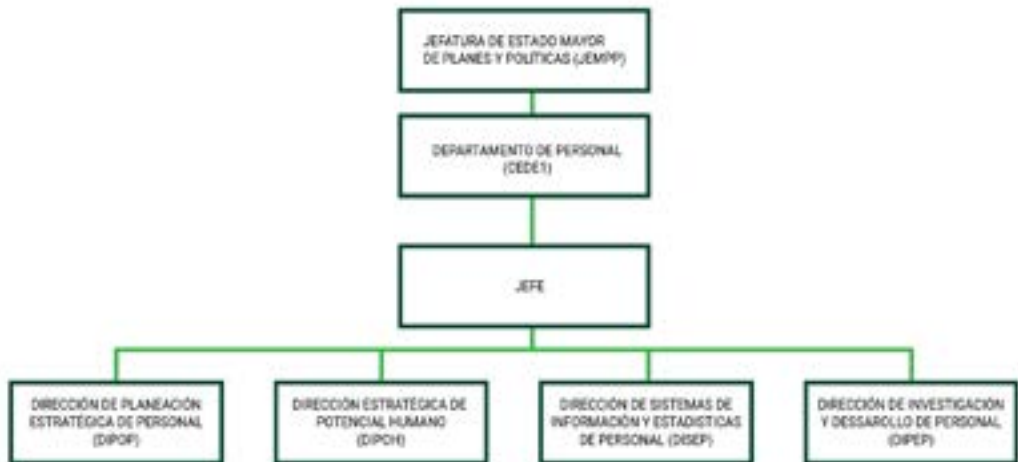 JEFATURA DE ESTADO MAYOR
DE PLANES Y POLÍTICAS (JEMPP)
DEPARTAMENTO DE PERSONAL
(CEDE1)
JEFE
DIRECCIÓN DE PLANEACIÓN
ESTRATÉGICA DE PERSONAL
(DIPOP)
DIRECCIÓN ESTRATÉGICA DE
POTENCIAL HUMANO
(DIPOH)
DIRECCIÓN DE SISTEMAS DE
INFORMACIÓN Y ESTADISTICAS
DE PERSONAL (DISEP)
DIRECCIÓN DE INVESTIGACIÓN
Y DESSAROLLO DE PERSONAL
(DIPEP)